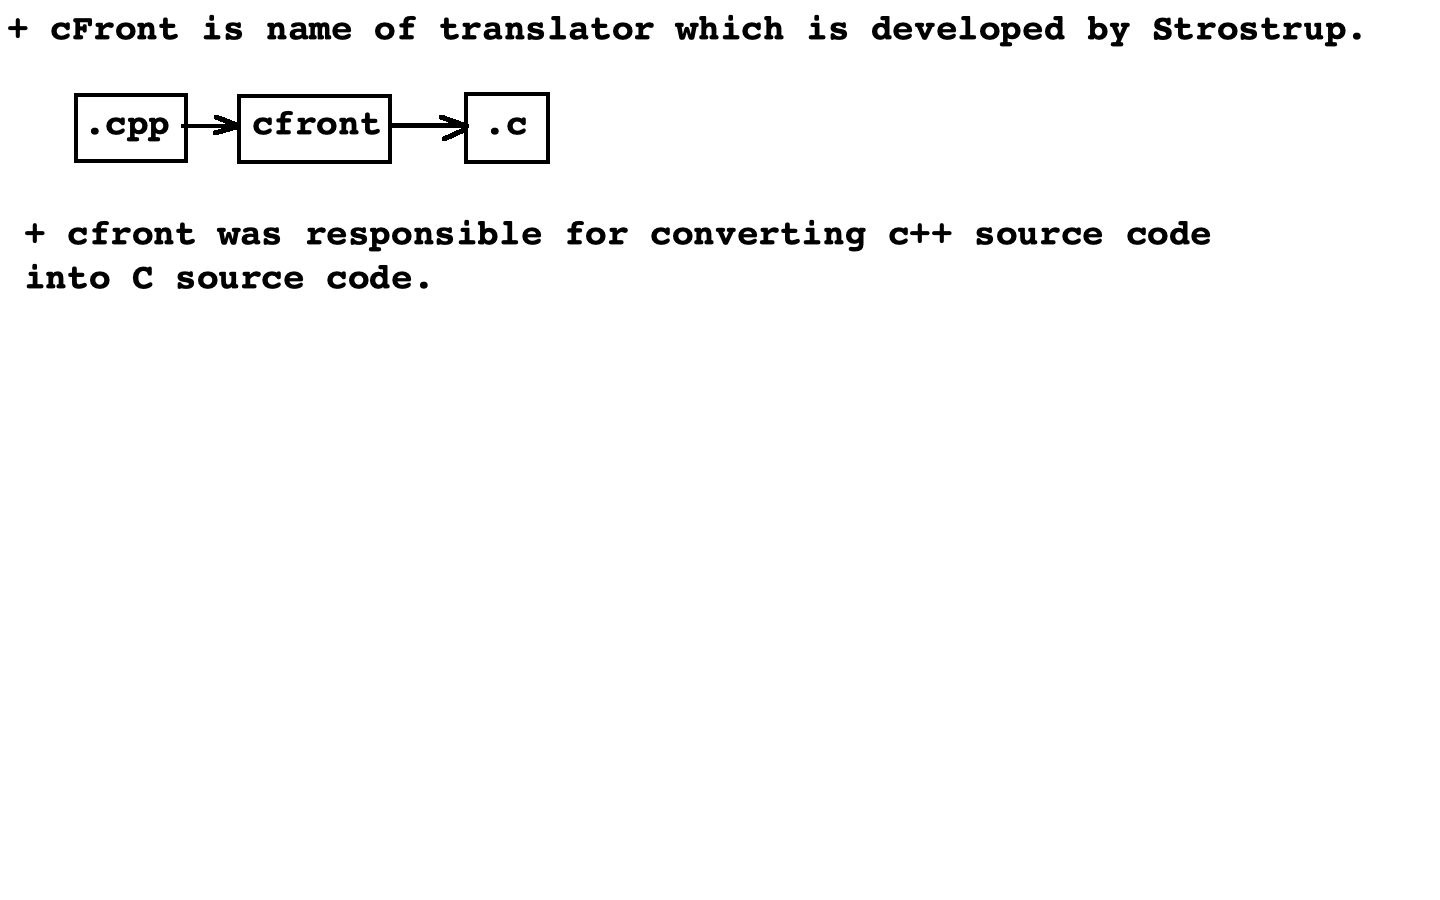 + cFront is name of translator which is developed by Strostrup.
.cpp cfront .c
+ cfront was responsible for converting c++ source code
into C source code.